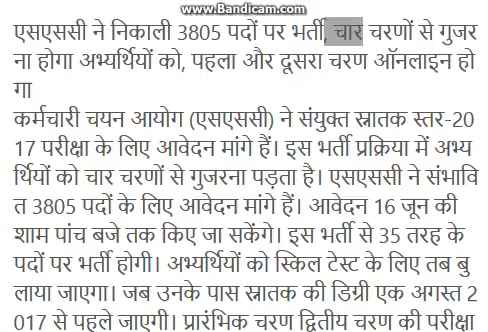 www.Bandicam.com
एसएससी ने निकाली 3805 पदों पर भर्ती, चार चरणों से गुजर
ना होगा अभ्यर्थियों को, पहला और दूसरा चरण ऑनलाइन हो
गा
कर्मचारी चयन आयोग (एसएससी) ने संयुक्त स्नातक स्तर-20
17 परीक्षा के लिए आवेदन मांगे हैं। इस भर्ती प्रक्रिया में अभ्य
र्थियों को चार चरणों से गुजरना पड़ता है। एसएससी ने संभावि
त 3805 पदों के लिए आवेदन मांगे हैं। आवेदन 16 जून की
शाम पांच बजे तक किए जा सकेंगे। इस भर्ती से 35 तरह के
पदों पर भर्ती होगी। अभ्यर्थियों को स्किल टेस्ट के लिए तब बु
लाया जाएगा। जब उनके पास स्नातक की डिग्री एक अगस्त 2
017 से पहले जाएगी। प्रारंभिक चरण द्वितीय चरण की परीक्षा